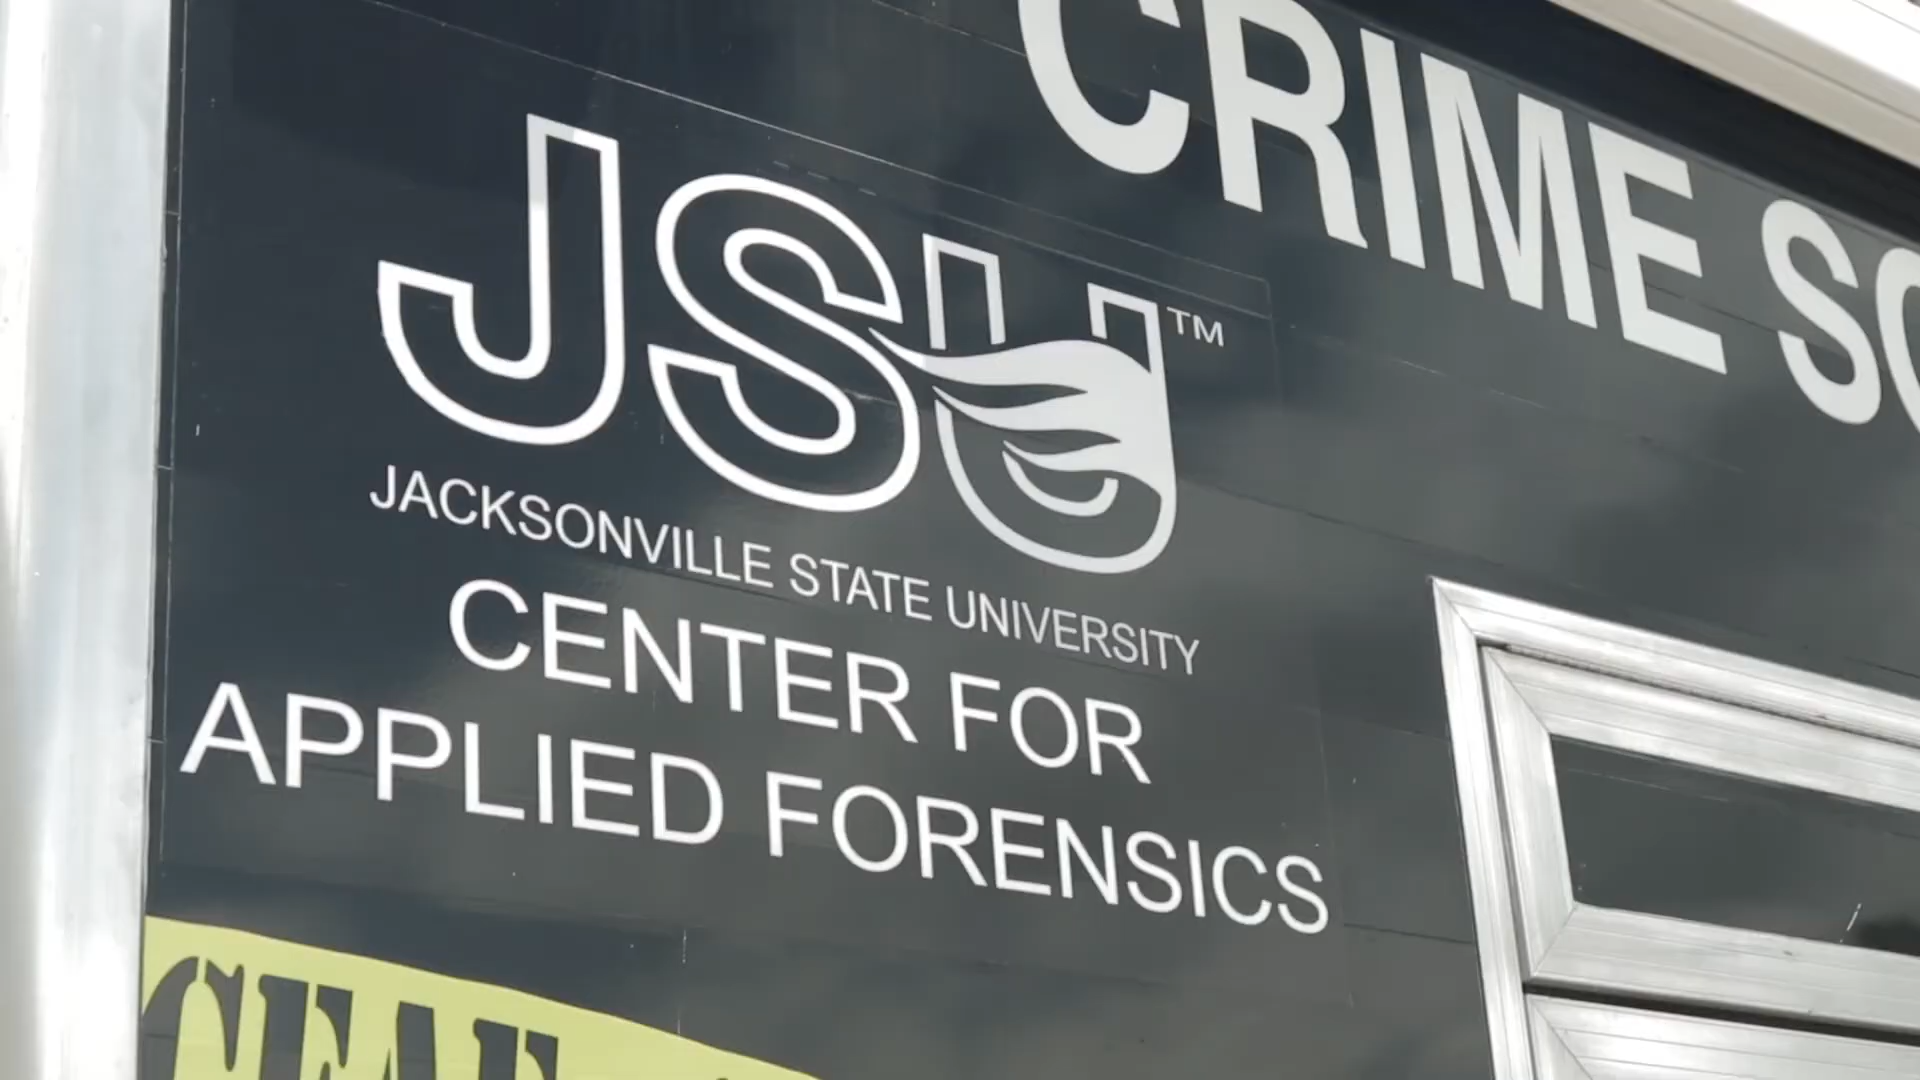 CRIME
JSU™
JACKSONVILLE STATE UNIVERSITY
CENTER FOR
APPLIED FORENSICS